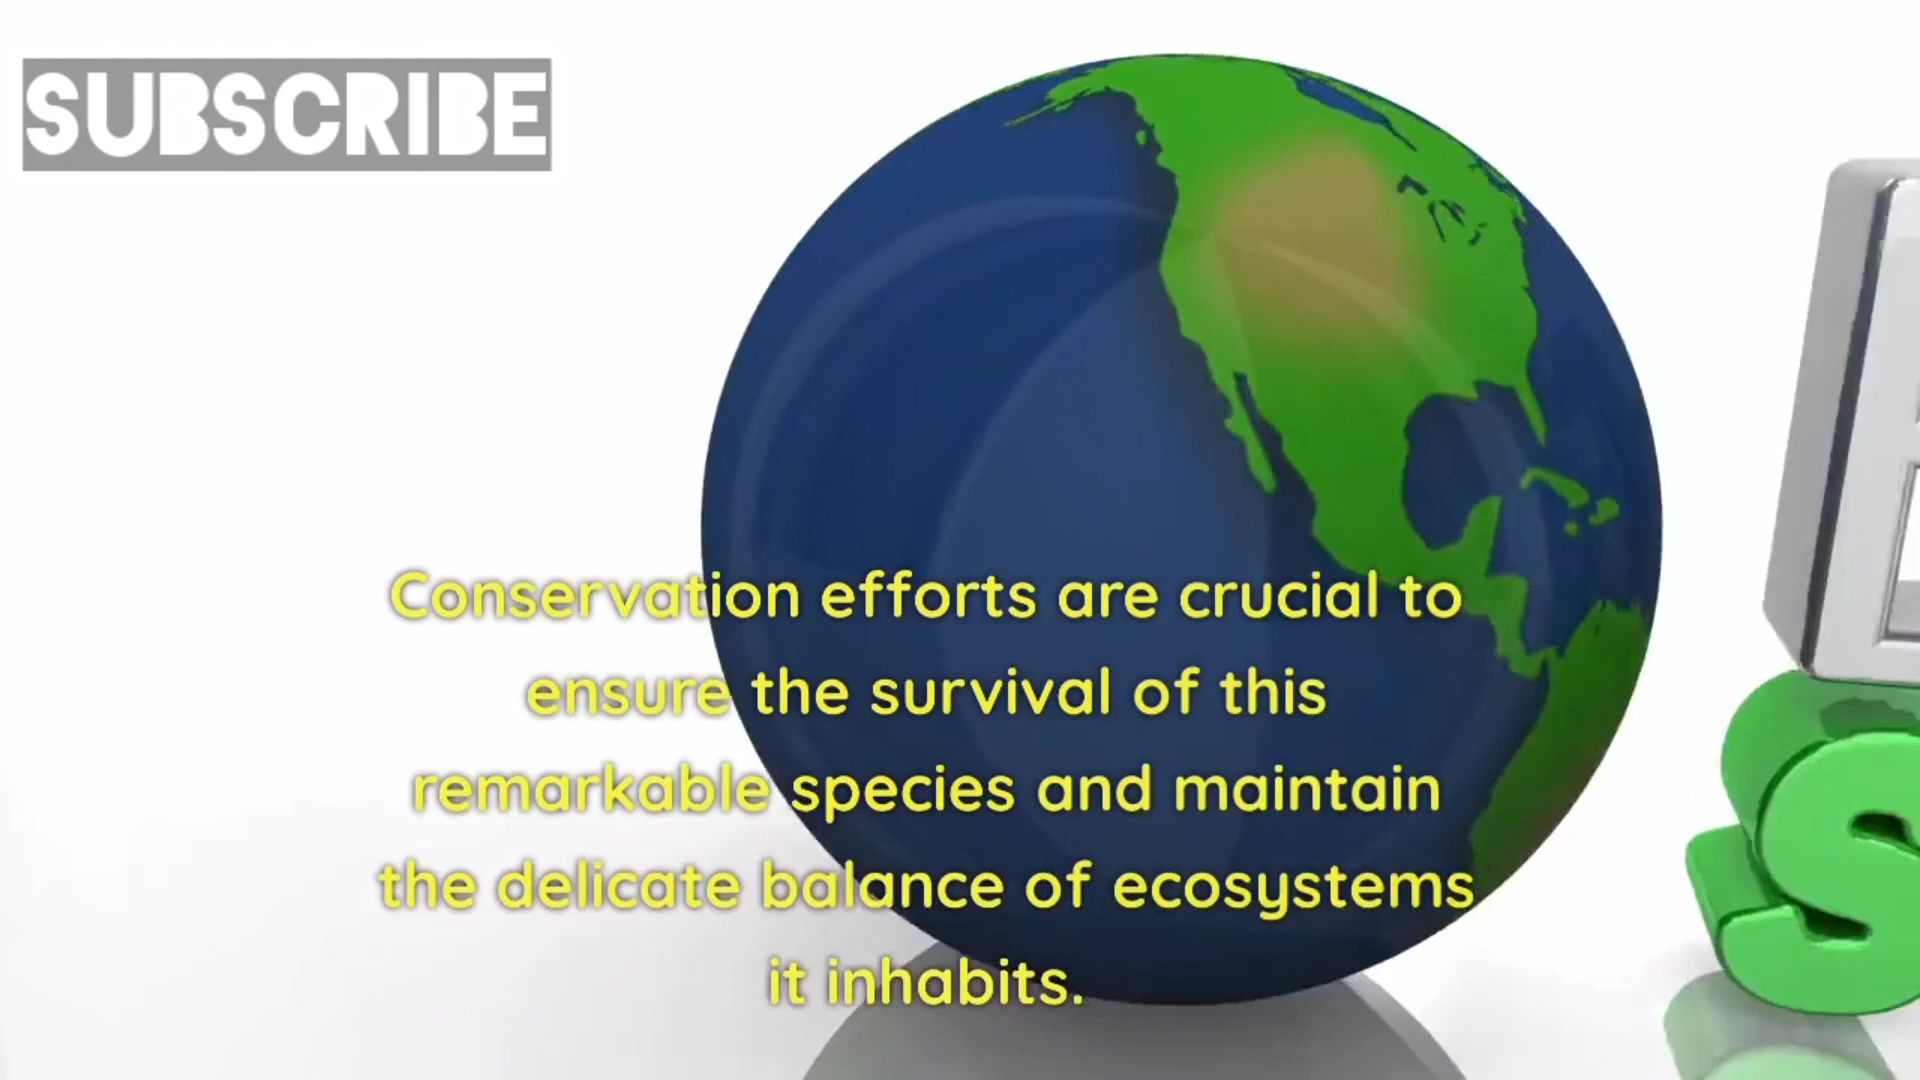 SUBSCRIBE
Conservation efforts are crucial to
ensure the survival of this
remarkable species and maintain
the delicate balance of ecosystems
it inhabits.
S